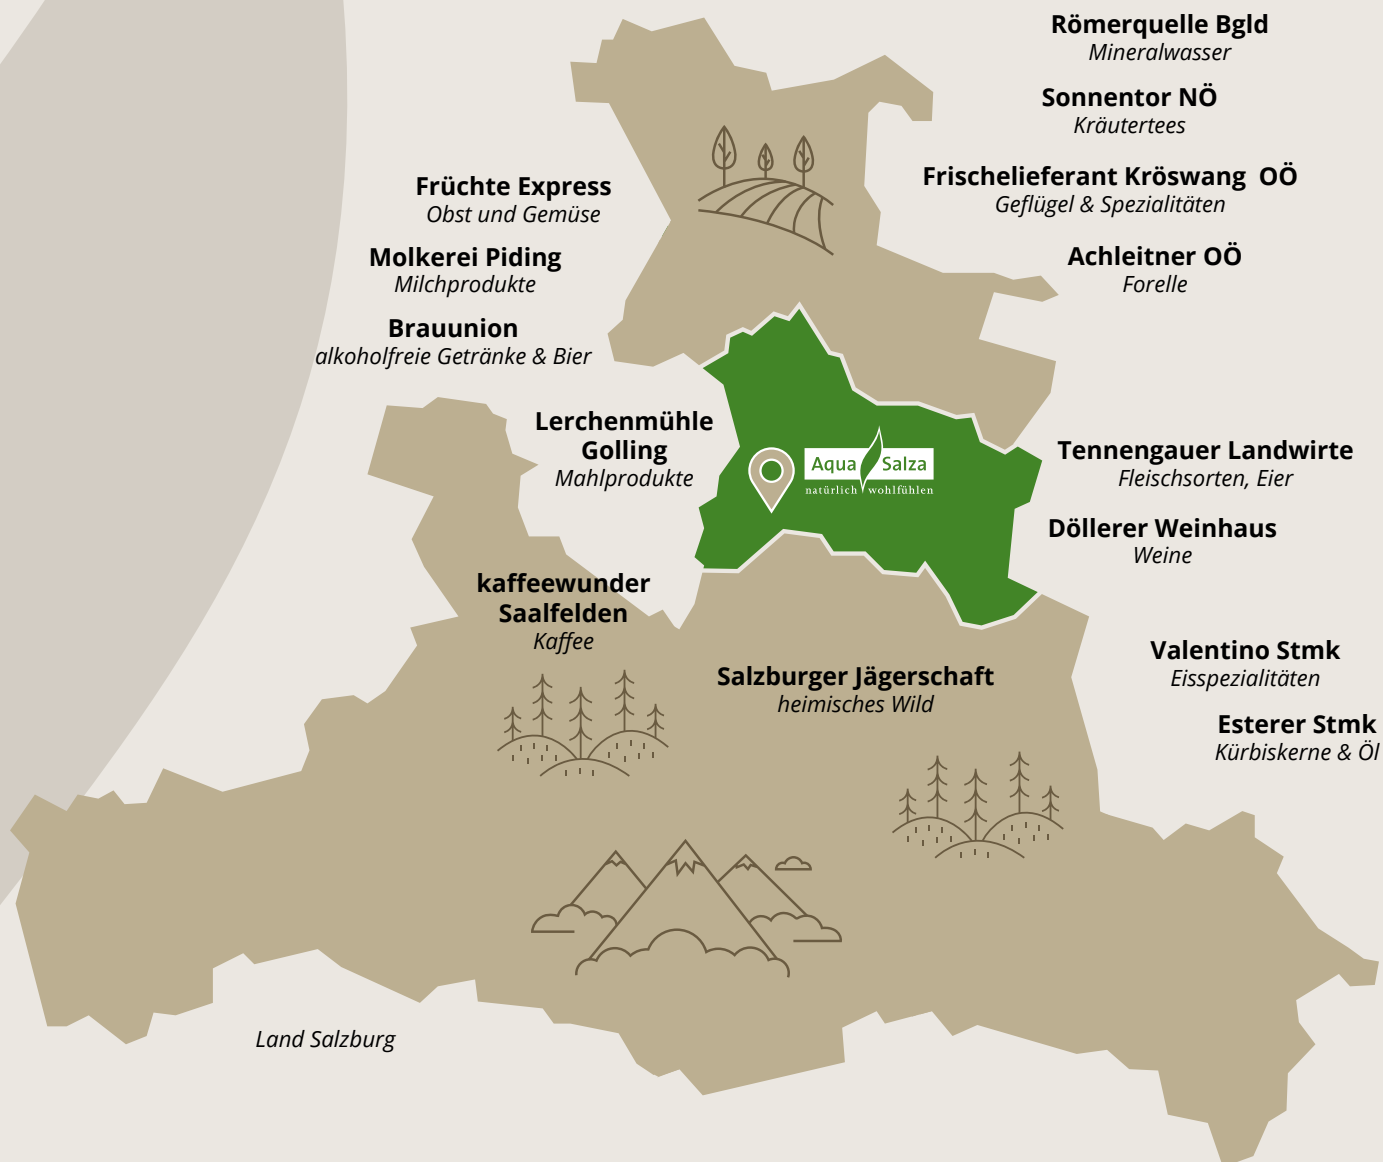 Römerquelle Bgld
Mineralwasser
Sonnentor NÖ
Kräutertees
Frischelieferant Kröswang OÖ
Geflügel & Spezialitäten
Achleitner OÖ
Forelle
Früchte Express
Obst und Gemüse
Molkerei Piding
Milchprodukte
Brauunion
alkoholfreie Getränke & Bier
Lerchenmühle
Golling
Mahlprodukte
Aqua Salza
natürlich wohlfühlen
Tennengauer Landwirte
Fleischsorten, Eier
Döllerer Weinhaus
Weine
kaffeewunder
Saalfelden
Kaffee
Salzburger Jägerschaft
heimisches Wild
Valentino Stmk
Eisspezialitäten
Esterer Stmk
Kürbiskerne & Öl
Land Salzburg